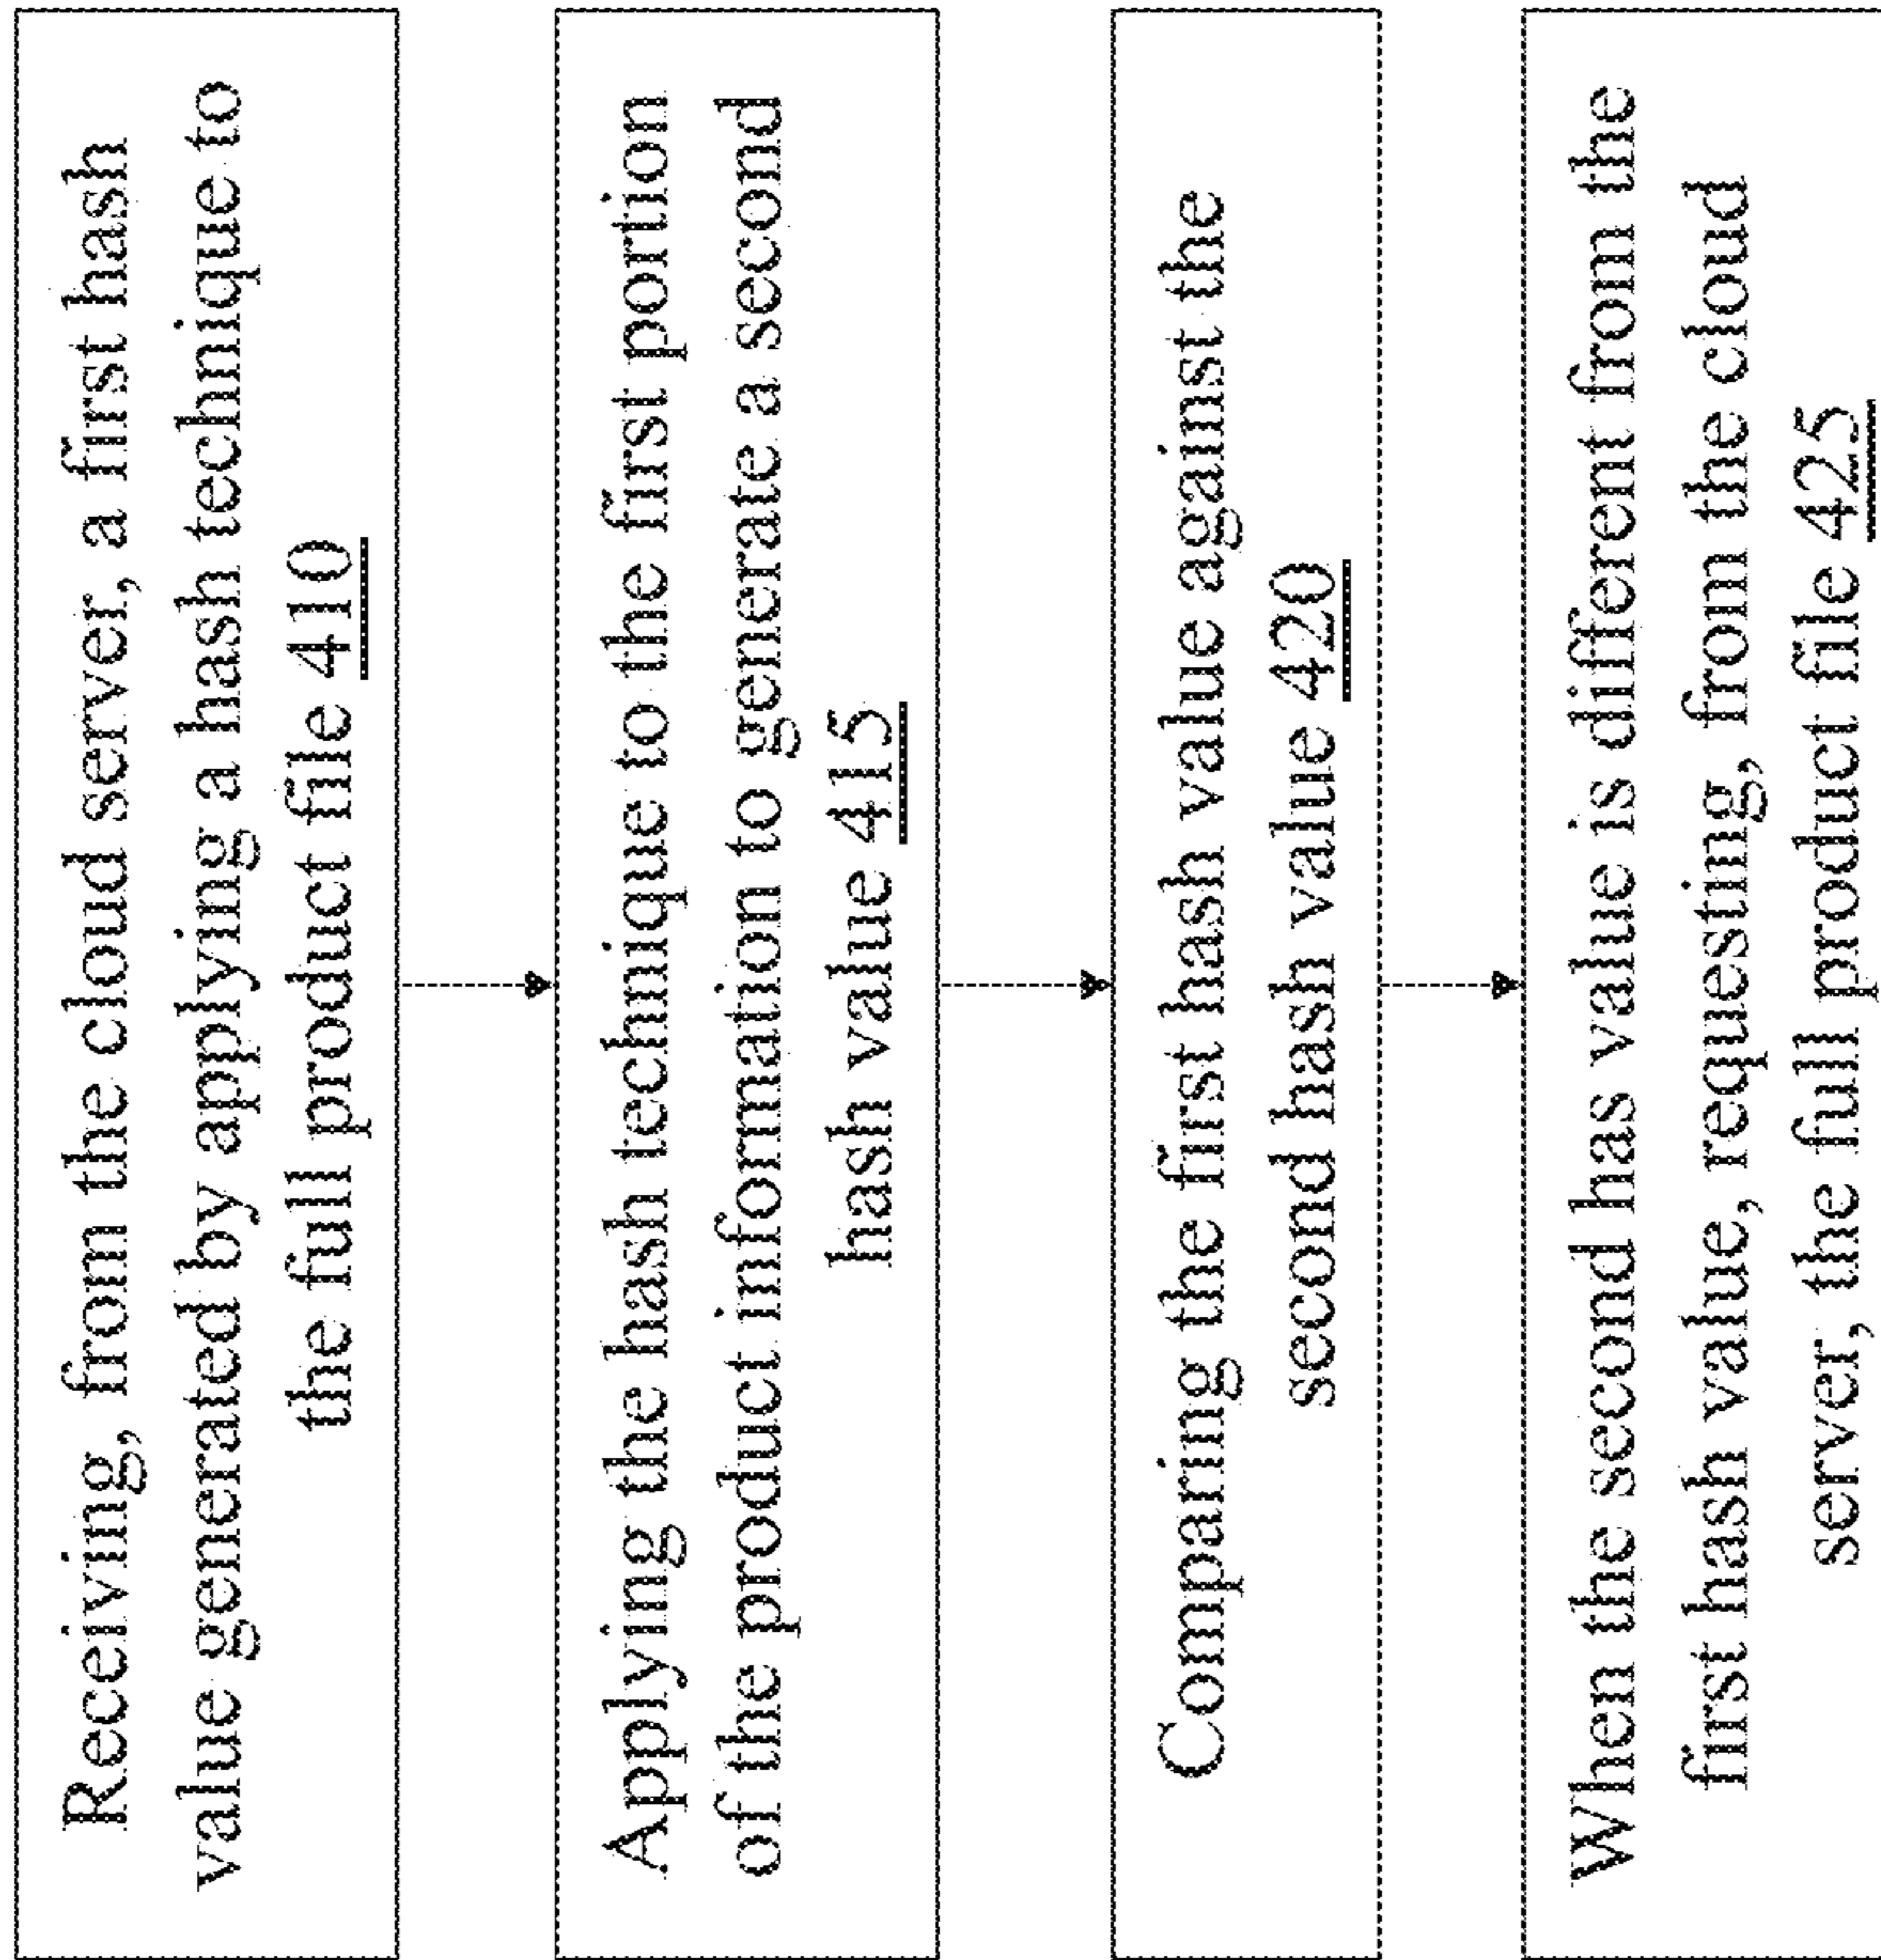 Receiving, from the cloud server, a first hash
value generated by applying a hash technique to
the full product file 410
Applying the hash technique to the first portion
of the product information to generate a second
hash value 415
Comparing the first hash value against the
second hash value 420
When the second has value is different from the
first hash value, requesting, from the cloud
server, the full product file 425